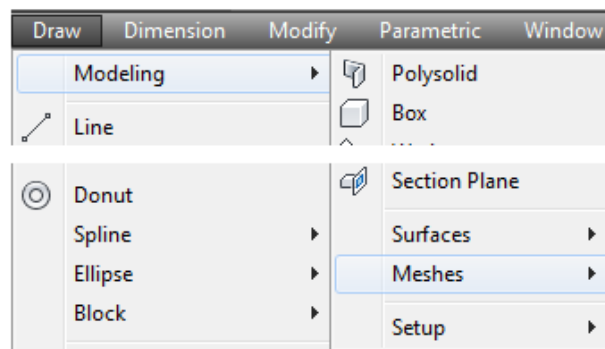 Draw Dimension Modify Parametric Window
Modeling
Line
Donut
Spline
Ellipse
Block
Polysolid
Box
Section Plane
Surfaces
Meshes
Setup